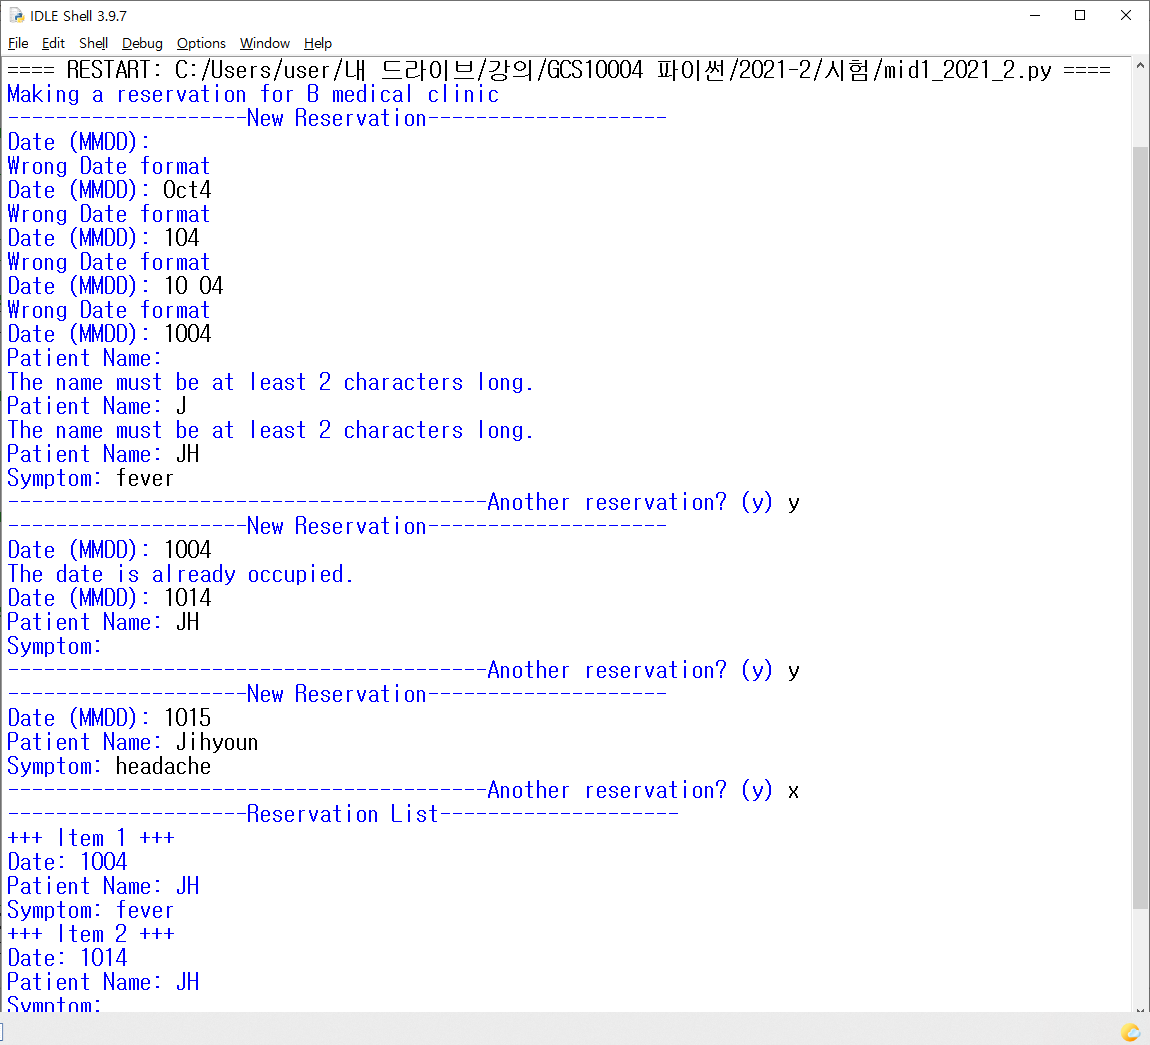 IDLE Shell 3.9.7
File Edit Shell Debug Options Window Help
==== RESTART: C:/Users/user/내 드라이브/강의/GCS10004 파이썬/2021-2/시험/mid1_2021_2.py ====
Making a reservation for B medical clinic
--------------------New Reservation--------------------
Date (MMDD):
Wrong Date format
Date (MMDD): Oct4
Wrong Date format
Date (MMDD): 104
Wrong Date format
Date (MMDD): 10 04
Wrong Date format
Date (MMDD): 1004
Patient Name:
The name must be at least 2 characters long.
Patient Name: J
The name must be at least 2 characters long.
Patient Name: JH
Symptom: fever
----------------------------------------Another reservation? (y) y
--------------------New Reservation--------------------
Date (MMDD): 1004
The date is already occupied.
Date (MMDD): 1014
Patient Name: JH
Symptom:
----------------------------------------Another reservation? (y) y
--------------------New Reservation--------------------
Date (MMDD): 1015
Patient Name: Jihyoun
Symptom: headache
----------------------------------------Another reservation? (y) x
--------------------Reservation List--------------------
+++ Item 1 +++
Date: 1004
Patient Name: JH
Symptom: fever
+++ Item 2 +++
Date: 1014
Patient Name: JH
Symptom: